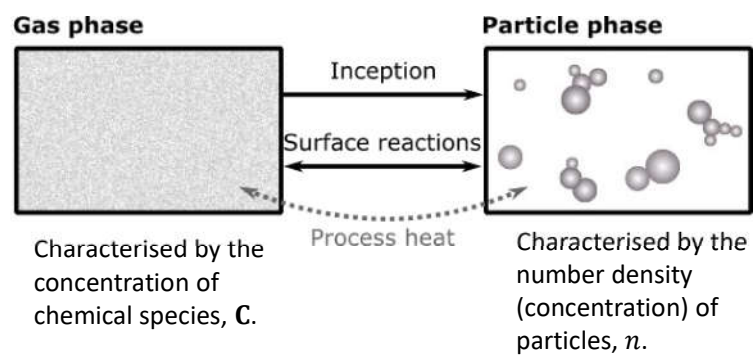 Gas phase
Particle phase
Inception
Surface reactions
Process heat
Characterised by the
concentration of
chemical species, C.
Characterised by the
number density
(concentration) of
particles, n.